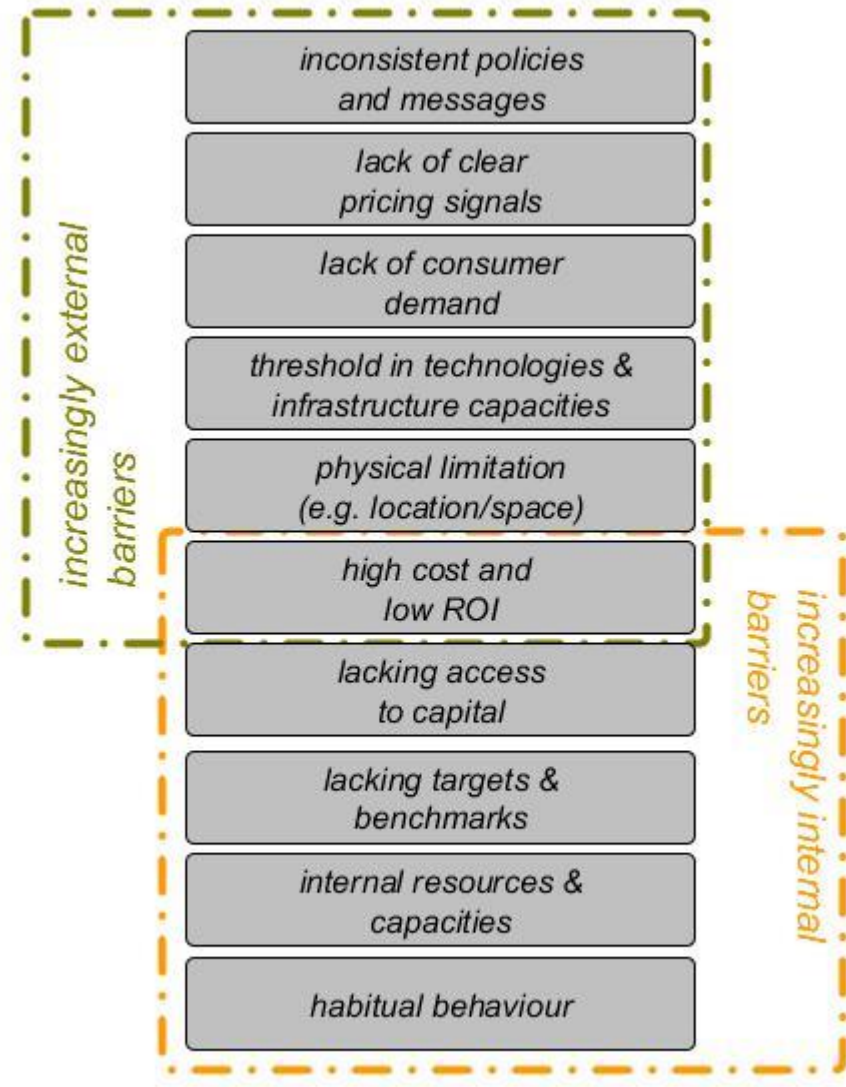 inconsistent policies
and messages
lack of clear
pricing signals
lack of consumer
demand
threshold in technologies &
infrastructure capacities
physical limitation
(e.g. location/space)
high cost and
low ROI
lacking access
to capital
lacking targets &
benchmarks
internal resources &
capacities
habitual behaviour
increasingly external
barriers
increasingly internal
barriers